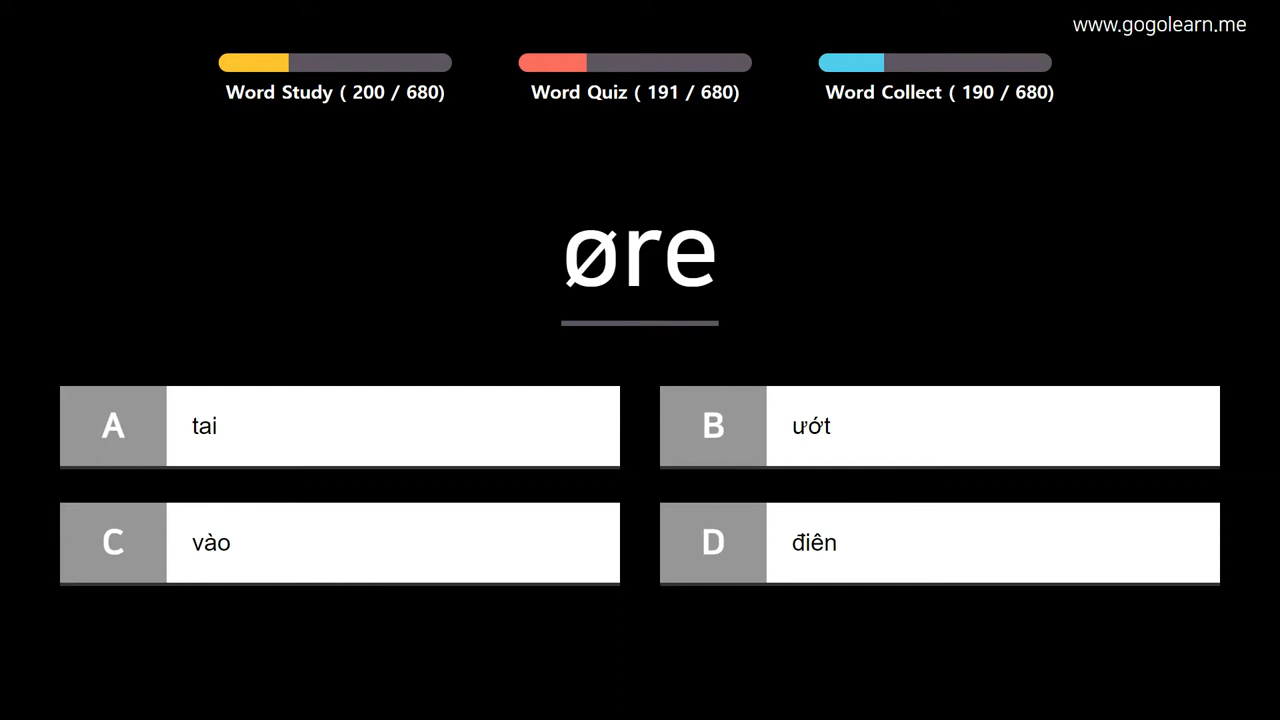 www.gogolearn.me
Word Study ( 200 / 680)
Word Quiz ( 191 / 680)
Word Collect ( 190 / 680)
øre
A tai
B ướt
C vào
D điên